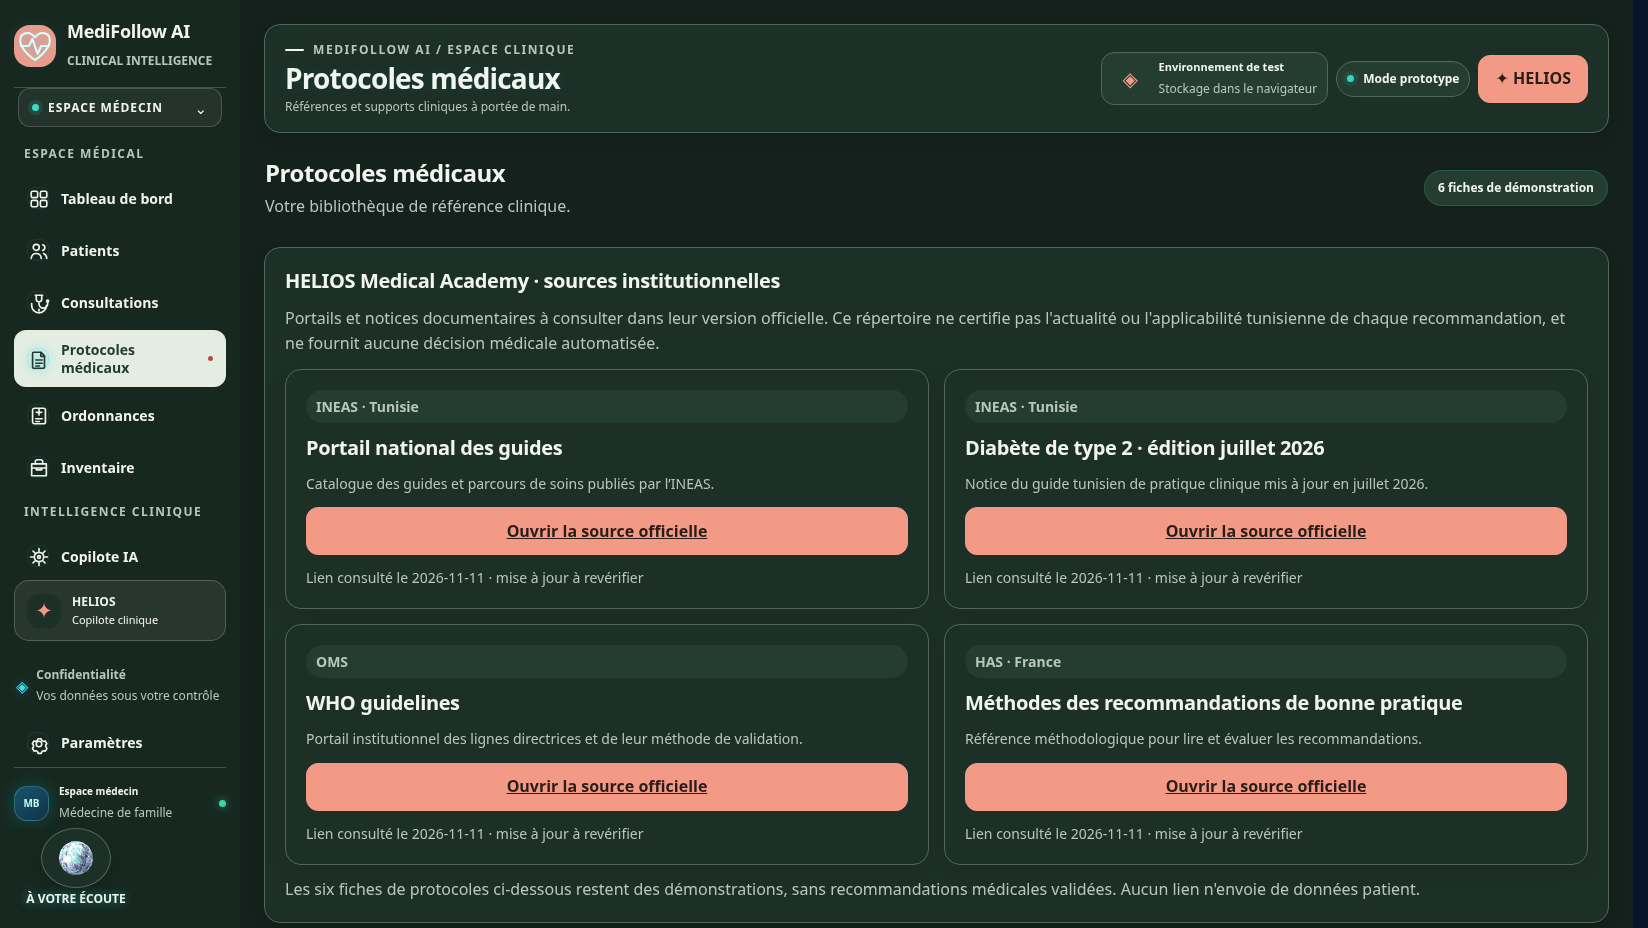 MediFollow AI
CLINICAL INTELLIGENCE
ESPACE MÉDECIN
ESPACE MÉDICAL
Tableau de bord
Patients
Consultations
Protocoles
médicaux
Ordonnances
Inventaire
INTELLIGENCE CLINIQUE
Copilote IA
HELIOS
Copilote clinique
Confidentialité
Vos données sous votre contrôle
Paramètres
MB
Espace médecin
Médecine de famille
À VOTRE ÉCOUTE
MEDIFOLLOW AI / ESPACE CLINIQUE
Protocoles médicaux
Références et supports cliniques à portée de main.
Environnement de test
Stockage dans le navigateur
Mode prototype
✦ HELIOS
Protocoles médicaux
Votre bibliothèque de référence clinique.
6 fiches de démonstration
HELIOS Medical Academy · sources institutionnelles
Portails et notices documentaires à consulter dans leur version officielle. Ce répertoire ne certifie pas l'actualité ou l'applicabilité tunisienne de chaque recommandation, et
ne fournit aucune décision médicale automatisée.
INEAS · Tunisie
Portail national des guides
Catalogue des guides et parcours de soins publiés par l’INEAS.
Ouvrir la source officielle
Lien consulté le 2026-11-11 · mise à jour à revérifier
INEAS · Tunisie
Diabète de type 2 · édition juillet 2026
Notice du guide tunisien de pratique clinique mis à jour en juillet 2026.
Ouvrir la source officielle
Lien consulté le 2026-11-11 · mise à jour à revérifier
OMS
WHO guidelines
Portail institutionnel des lignes directrices et de leur méthode de validation.
Ouvrir la source officielle
Lien consulté le 2026-11-11 · mise à jour à revérifier
HAS · France
Méthodes des recommandations de bonne pratique
Référence méthodologique pour lire et évaluer les recommandations.
Ouvrir la source officielle
Lien consulté le 2026-11-11 · mise à jour à revérifier
Les six fiches de protocoles ci-dessous restent des démonstrations, sans recommandations médicales validées. Aucun lien n'envoie de données patient.